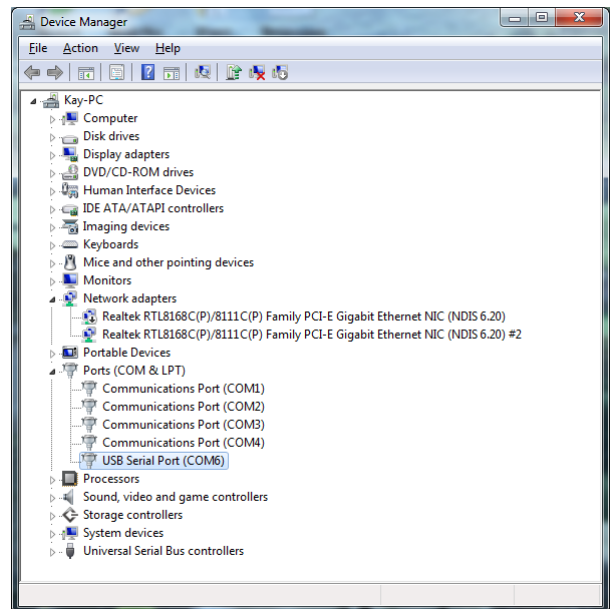 Device Manager
File Action View Help
Kay-PC
Computer
Disk drives
Display adapters
DVD/CD-ROM drives
Human Interface Devices
IDE ATA/ATAPI controllers
Imaging devices
Keyboards
Mice and other pointing devices
Monitors
Network adapters
Realtek RTL8168C(P)/8111C(P) Family PCI-E Gigabit Ethernet NIC (NDIS 6.20)
Realtek RTL8168C(P)/8111C(P) Family PCI-E Gigabit Ethernet NIC (NDIS 6.20) #2
Portable Devices
Ports (COM & LPT)
Communications Port (COM1)
Communications Port (COM2)
Communications Port (COM3)
Communications Port (COM4)
USB Serial Port (COM6)
Processors
Sound, video and game controllers
Storage controllers
System devices
Universal Serial Bus controllers